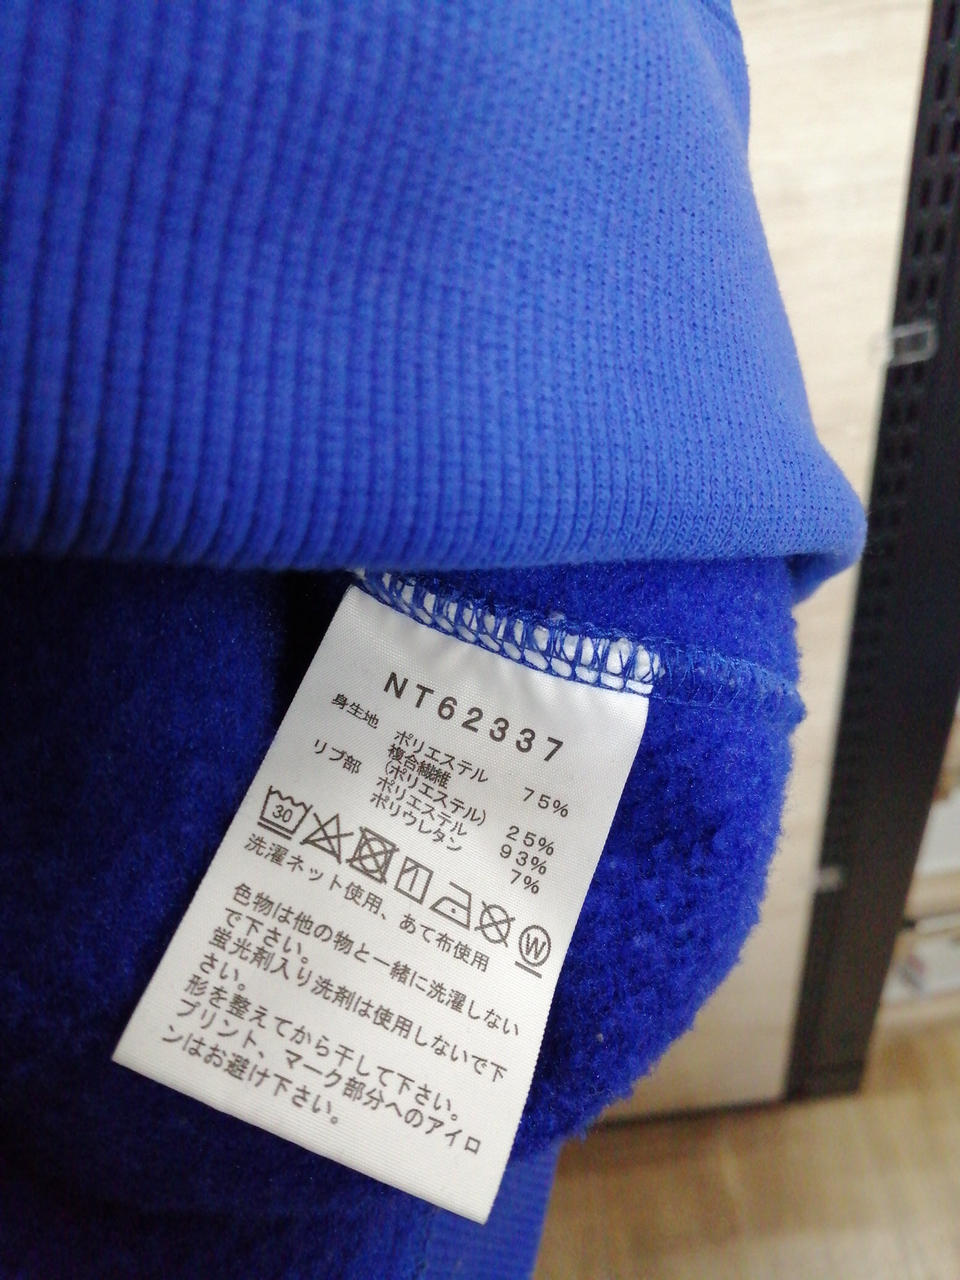 NT62337
身生地 ポリエステル 75%
複合繊維
(ポリエステル) 25%
リブ部 ポリエステル 93%
ポリウレタン 7%
30 W
洗濯ネット使用、あて布使用
色物は他の物と一緒に洗濯しない
で下さい。
蛍光剤入り洗剤は使用しないで下
さい。
形を整えてから干して下さい。
プリント、マーク部分へのアイロ
ンはお避け下さい。